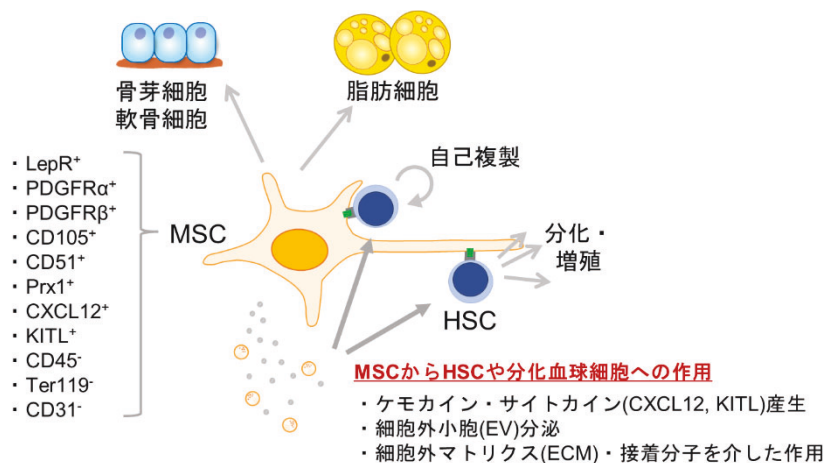 骨芽細胞
軟骨細胞
脂肪細胞
・LepR⁺
・PDGFRα⁺
・PDGFRβ⁺
・CD105⁺
・CD51⁺
・Prx1⁺
・CXCL12⁺
・KITL⁺
・CD45⁻
・Ter119⁻
・CD31⁻
MSC
自己複製
分化・
増殖
HSC
MSCからHSCや分化血球細胞への作用
・ケモカイン・サイトカイン(CXCL12, KITL)産生
・細胞外小胞(EV)分泌
・細胞外マトリクス(ECM)・接着分子を介した作用